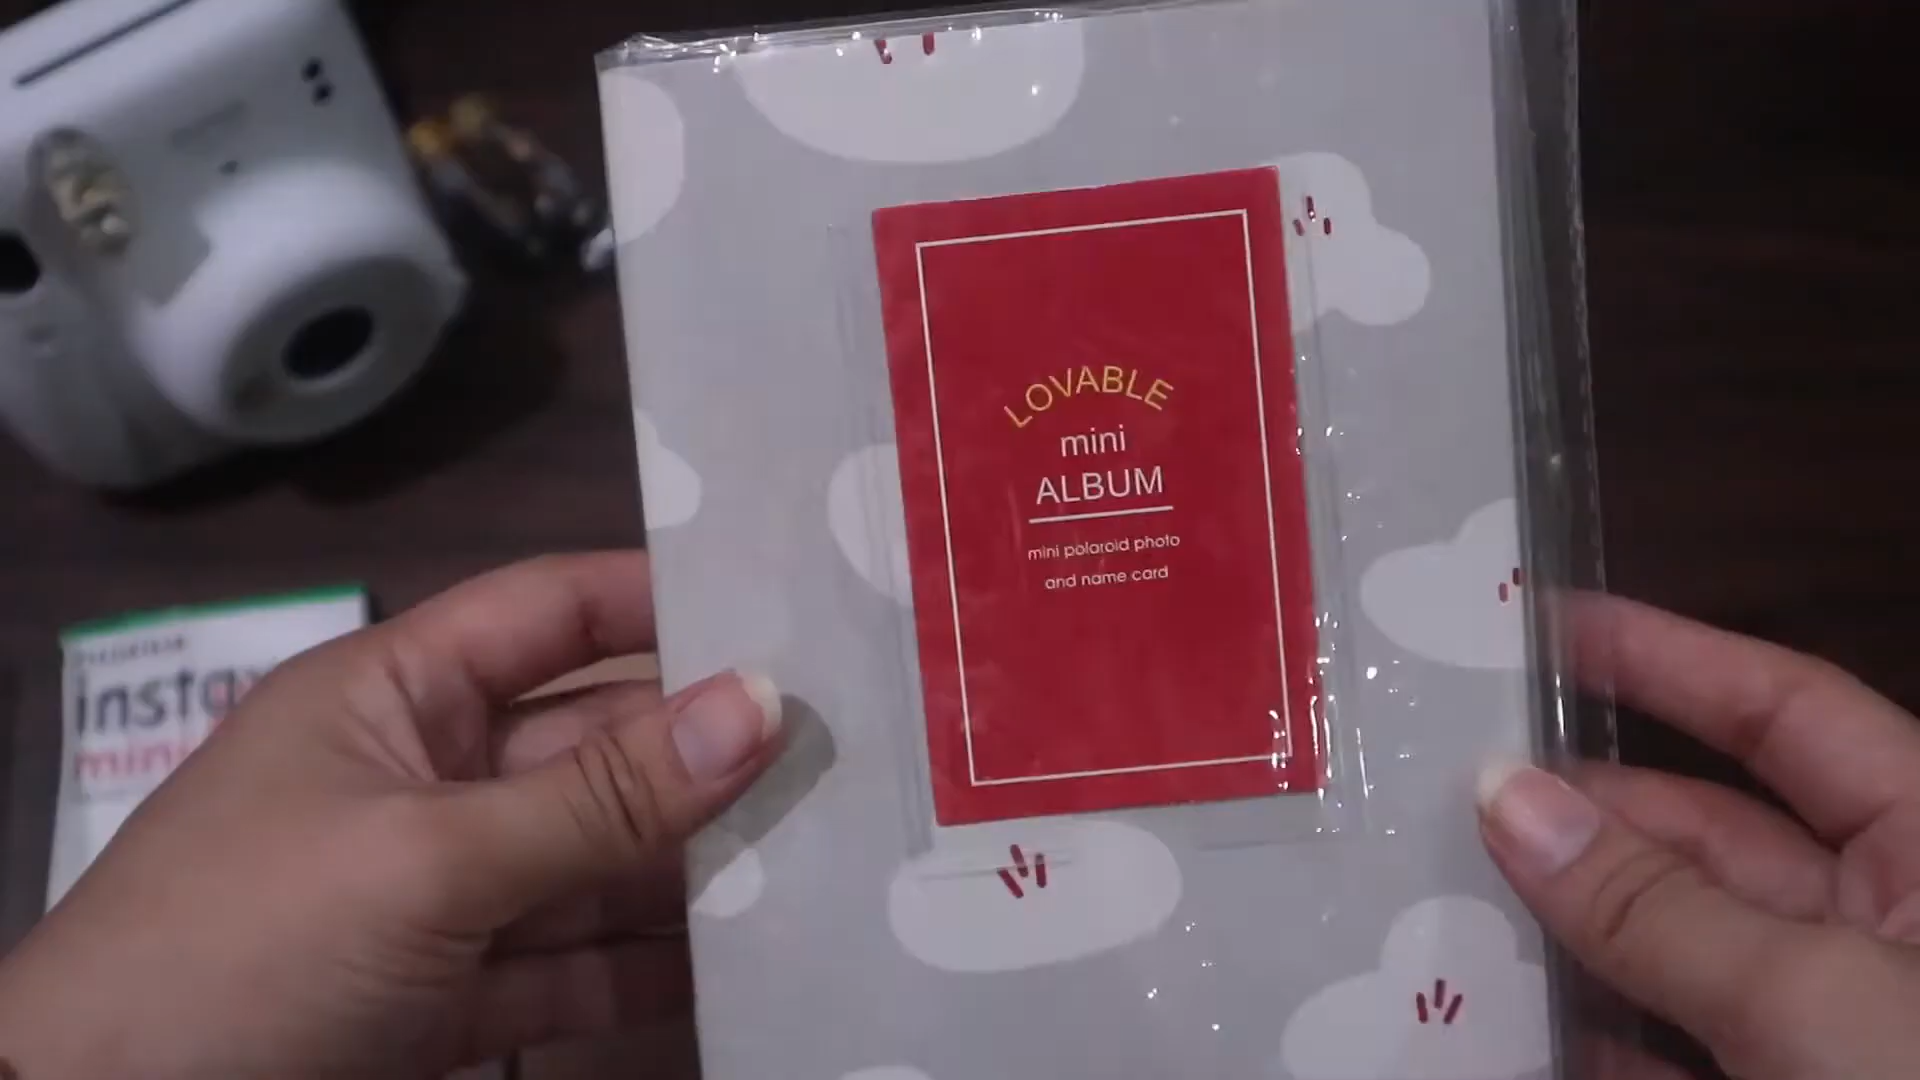 LOVABLE
mini
ALBUM
mini polaroid photo
and name card
instax
mini